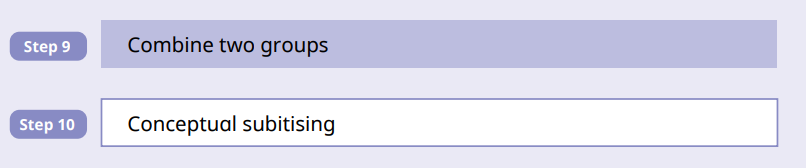 Step 9 Combine two groups
Step 10 Conceptual subitising